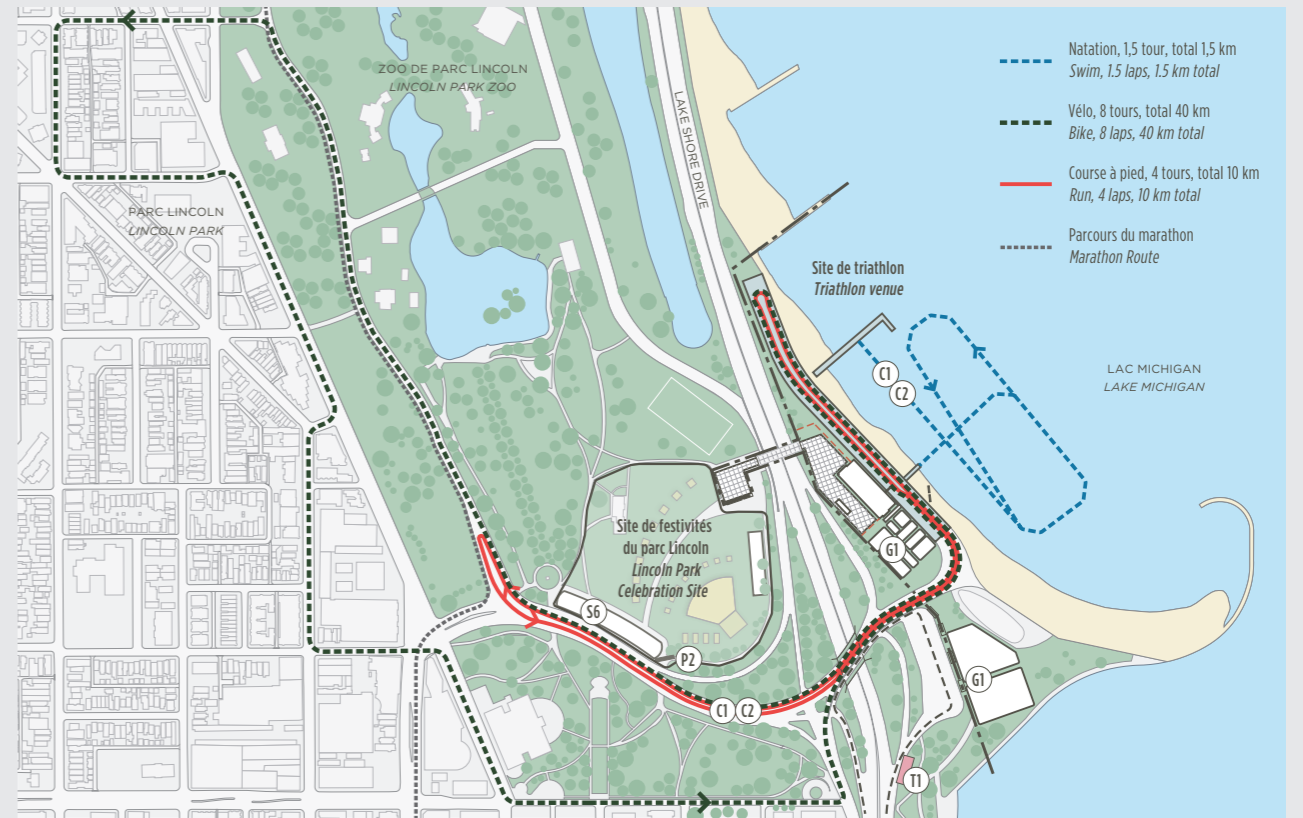 ZOO DE PARC LINCOLN
LINCOLN PARK ZOO
LAKE SHORE DRIVE
PARC LINCOLN
LINCOLN PARK
Natation, 1,5 tour, total 1,5 km
Swim, 1.5 laps, 1.5 km total
Vélo, 8 tours, total 40 km
Bike, 8 laps, 40 km total
Course à pied, 4 tours, total 10 km
Run, 4 laps, 10 km total
Parcours du marathon
Marathon Route
Site de triathlon
Triathlon venue
C1
C2
LAC MICHIGAN
LAKE MICHIGAN
Site de festivités
du parc Lincoln
Lincoln Park
Celebration Site
G1
S6
P2
C1 C2
G1
T1